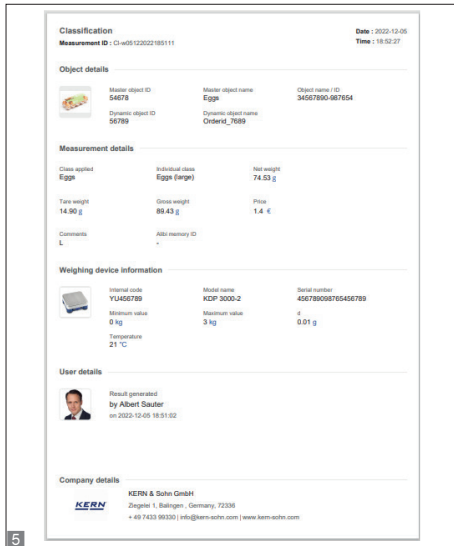 Classification
Date : 2022-12-05
Measurement ID : CI-w05122022185111
Time : 18:52:27
Object details
Master object ID
Master object name
Object name / ID
54678
Eggs
34567890-987654
Dynamic object ID
Dynamic object name
56789
Orderid_7689
Measurement details
Class applied
Individual class
Net weight
Eggs
Eggs (large)
74.53 g
Tare weight
Gross weight
Price
14.90 g
89.43 g
1.4 €
Comments
Alibi memory ID
L
-
Weighing device information
Internal code
Model name
Serial number
YU456789
KDP 3000-2
456789098765456789
Minimum value
Maximum value
d
0 kg
3 kg
0.01 g
Temperature
21 °C
User details
Result generated
by Albert Sauter
on 2022-12-05 18:51:02
Company details
KERN & Sohn GmbH
KERN
Ziegelei 1, Balingen , Germany, 72336
+ 49 7433 99330 | info@kern-sohn.com | www.kern-sohn.com
5